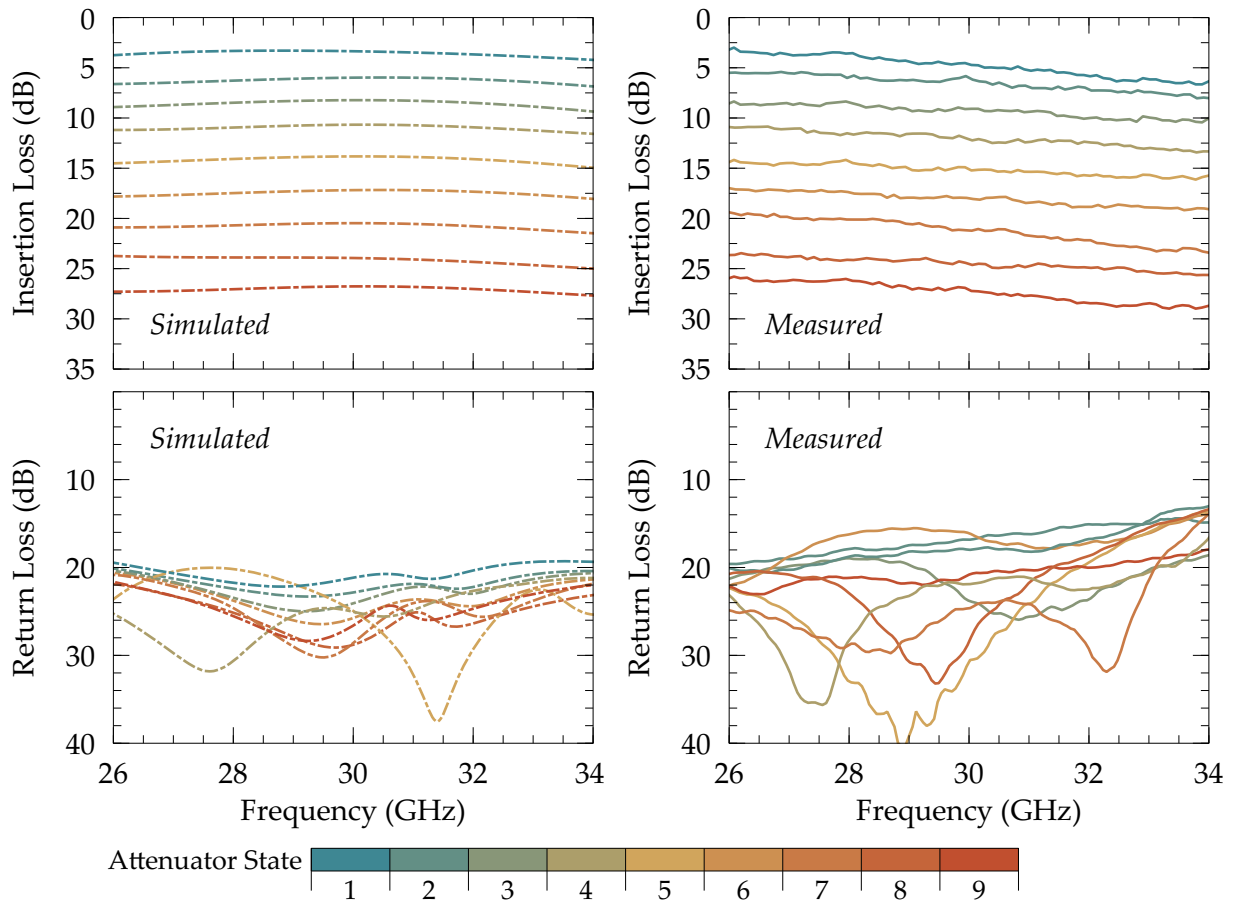 0
5
10
15
20
25
30
35
Insertion Loss (dB)
Simulated
0
5
10
15
20
25
30
35
Insertion Loss (dB)
Measured
10
20
30
40
Return Loss (dB)
Simulated
26 28 30 32 34
Frequency (GHz)
10
20
30
40
Return Loss (dB)
Measured
26 28 30 32 34
Frequency (GHz)
Attenuator State
1 2 3 4 5 6 7 8 9